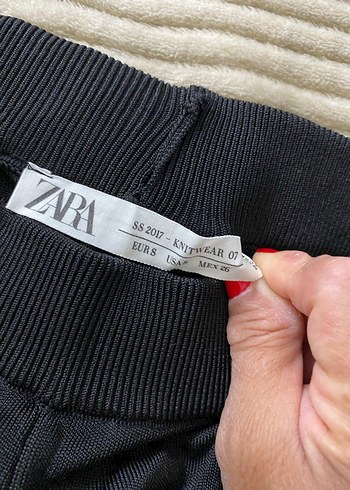 ZARA
SS 2017 - KNITWEAR 07
EUR S USA S MEX 26